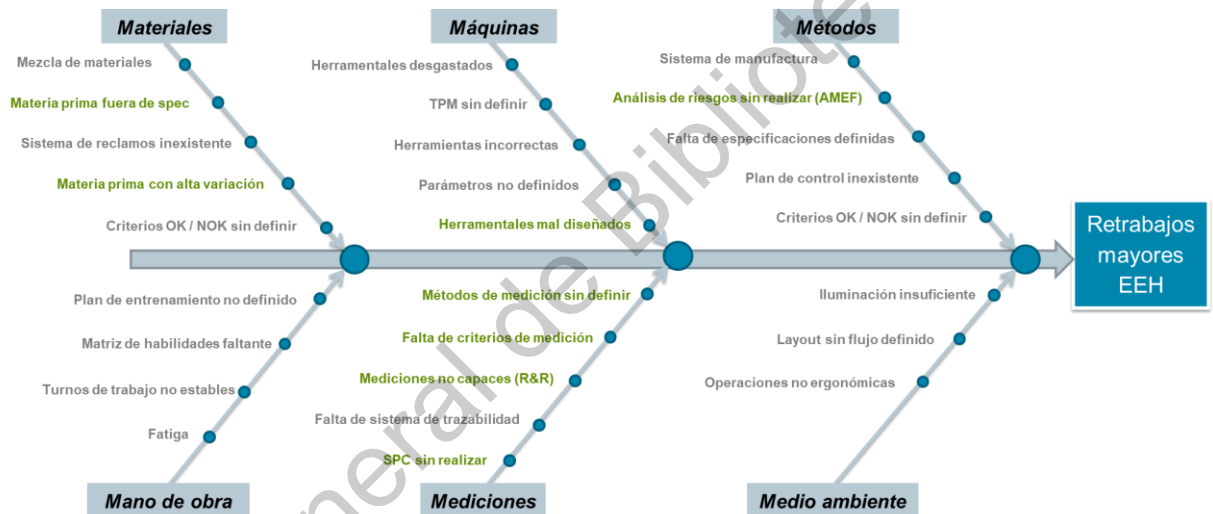 Materiales
Mezcla de materiales
Materia prima fuera de spec
Sistema de reclamos inexistente
Materia prima con alta variación
Criterios OK / NOK sin definir
Máquinas
Herramentales desgastados
TPM sin definir
Herramientas incorrectas
Parámetros no definidos
Herramentales mal diseñados
Métodos
Sistema de manufactura
Análisis de riesgos sin realizar (AMEF)
Falta de especificaciones definidas
Plan de control inexistente
Criterios OK / NOK sin definir
Retrabajos
mayores
EEH
Plan de entrenamiento no definido
Matriz de habilidades faltante
Turnos de trabajo no estables
Fatiga
Mano de obra
Métodos de medición sin definir
Falta de criterios de medición
Mediciones no capaces (R&R)
Falta de sistema de trazabilidad
SPC sin realizar
Mediciones
Iluminación insuficiente
Layout sin flujo definido
Operaciones no ergonómicas
Medio ambiente
neral de Bibliote